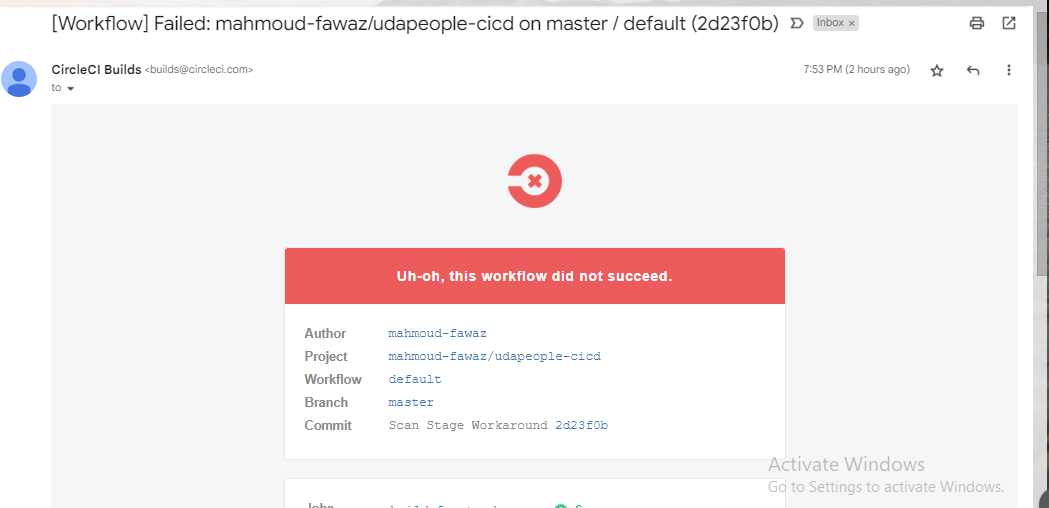 [Workflow] Failed: mahmoud-fawaz/udapeople-cicd on master / default (2d23f0b) Inbox ×
CircleCI Builds <builds@circleci.com> 7:53 PM (2 hours ago)
to
Uh-oh, this workflow did not succeed.
Author mahmoud-fawaz
Project mahmoud-fawaz/udapeople-cicd
Workflow default
Branch master
Commit Scan Stage Workaround 2d23f0b
Activate Windows
Go to Settings to activate Windows.
Jobs